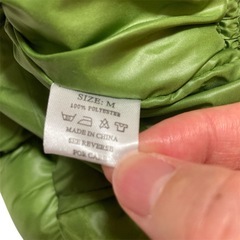 SIZE: M
100% POLYESTER
MADE IN CHINA
SEE REVERSE
FOR CARE